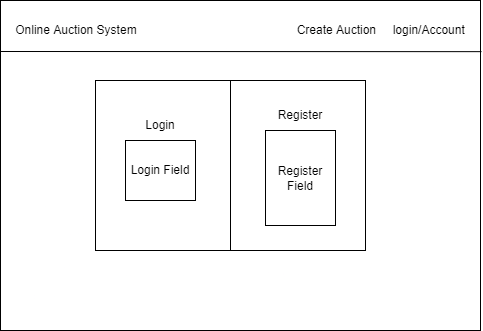 Online Auction System
Create Auction
login/Account
Login
Login Field
Register
Register
Field